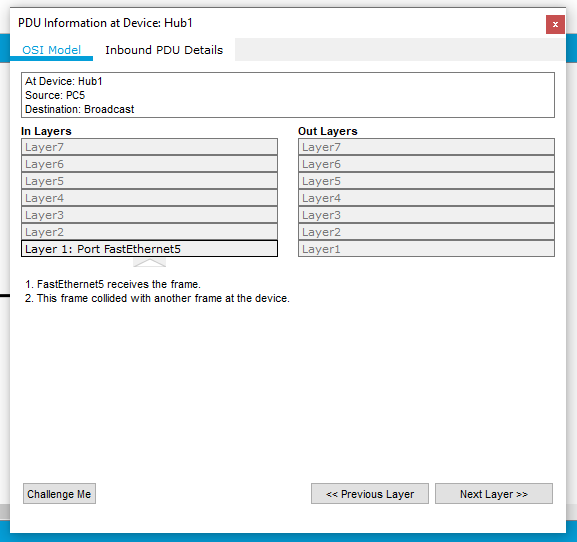 PDU Information at Device: Hub1
x
OSI Model
Inbound PDU Details
At Device: Hub1
Source: PC5
Destination: Broadcast
In Layers
Layer7
Layer6
Layer5
Layer4
Layer3
Layer2
Layer 1: Port FastEthernet5
Out Layers
Layer7
Layer6
Layer5
Layer4
Layer3
Layer2
Layer1
1. FastEthernet5 receives the frame.
2. This frame collided with another frame at the device.
Challenge Me
<< Previous Layer
Next Layer >>